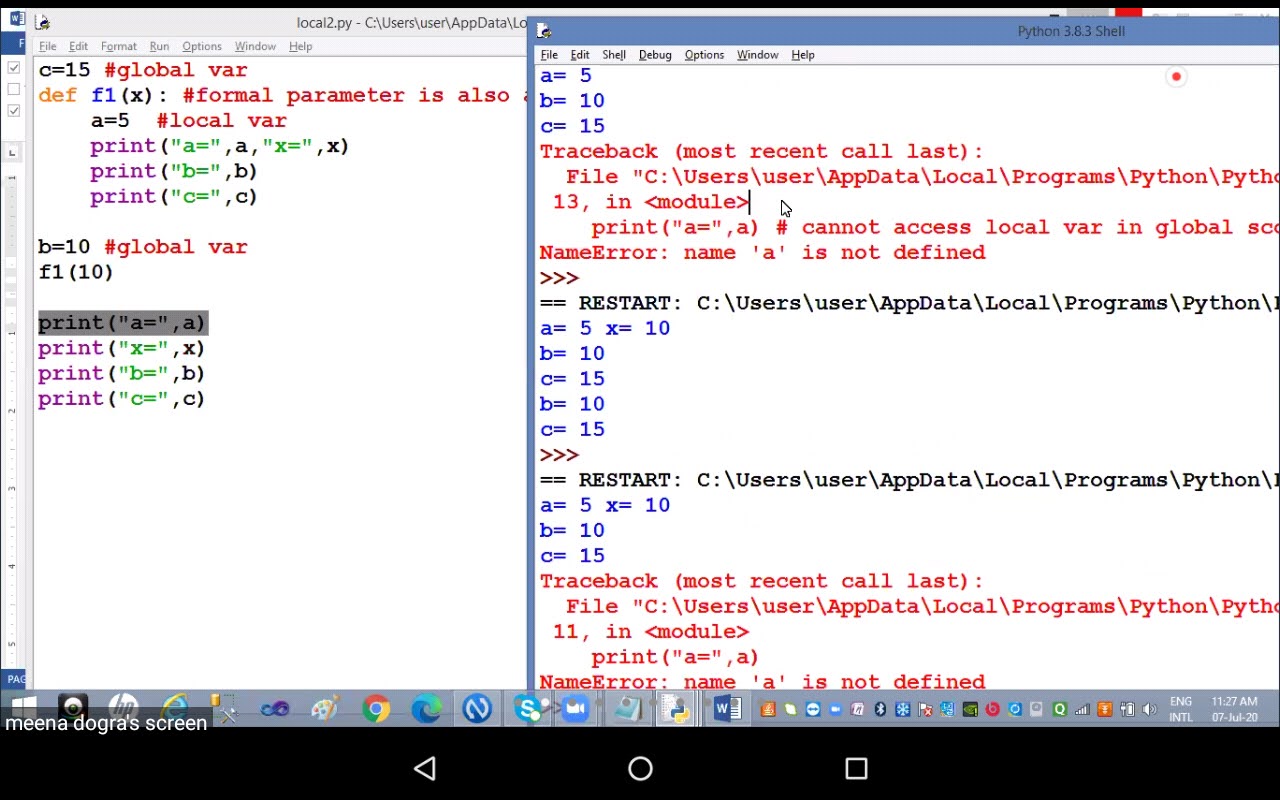 local2.py - C:\Users\user\AppData\Lo
File Edit Format Run Options Window Help
c=15 #global var
def f1(x): #formal parameter is also a
a=5 #local var
print("a=",a,"x=",x)
print("b=",b)
print("c=",c)
b=10 #global var
f1(10)
print("a=",a)
print("x=",x)
print("b=",b)
print("c=",c)
Python 3.8.3 Shell
File Edit Shell Debug Options Window Help
a= 5
b= 10
c= 15
Traceback (most recent call last):
File "C:\Users\user\AppData\Local\Programs\Python\Pytho
13, in <module>
print("a=",a) # cannot access local var in global sco
NameError: name 'a' is not defined
>>>
== RESTART: C:\Users\user\AppData\Local\Programs\Python\
a= 5 x= 10
b= 10
c= 15
b= 10
c= 15
>>>
== RESTART: C:\Users\user\AppData\Local\Programs\Python\
a= 5 x= 10
b= 10
c= 15
Traceback (most recent call last):
File "C:\Users\user\AppData\Local\Programs\Python\Pytho
11, in <module>
print("a=",a)
NameError: name 'a' is not defined
PAG
ENG
INTL
11:27 AM
07-Jul-20
meena dogra's screen